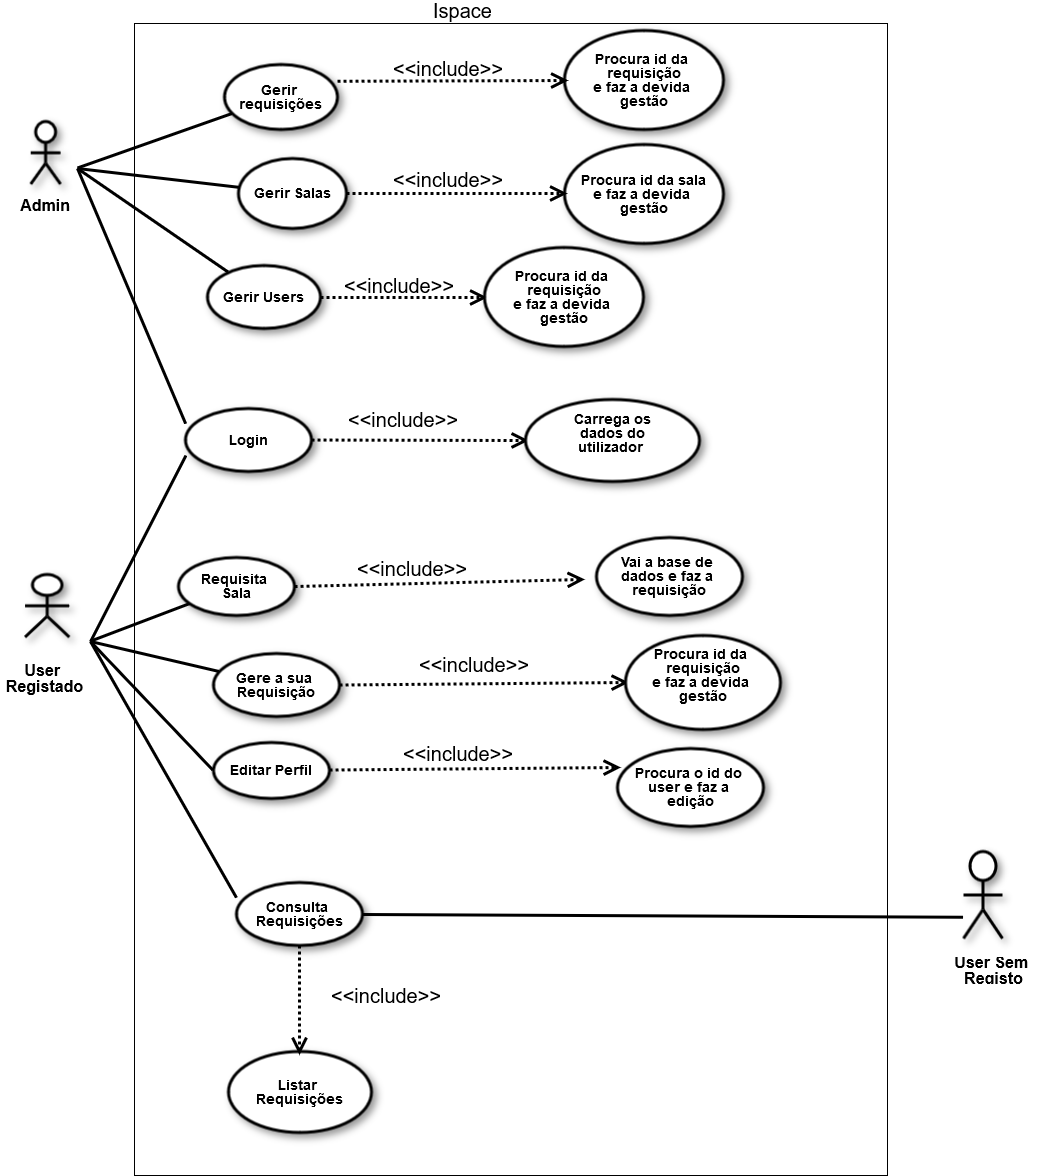 Ispace
Gerir
requisições
<<include>>
Procura id da
requisição
e faz a devida
gestão
Admin
Gerir Salas
<<include>>
Procura id da sala
e faz a devida
gestão
Gerir Users
<<include>>
Procura id da
requisição
e faz a devida
gestão
Login
<<include>>
Carrega os
dados do
utilizador
User
Registado
Requisita
Sala
<<include>>
Vai a base de
dados e faz a
requisição
Gere a sua
Requisição
<<include>>
Procura id da
requisição
e faz a devida
gestão
Editar Perfil
<<include>>
Procura o id do
user e faz a
edição
Consulta
Requisições
User Sem
Registo
<<include>>
Listar
Requisições